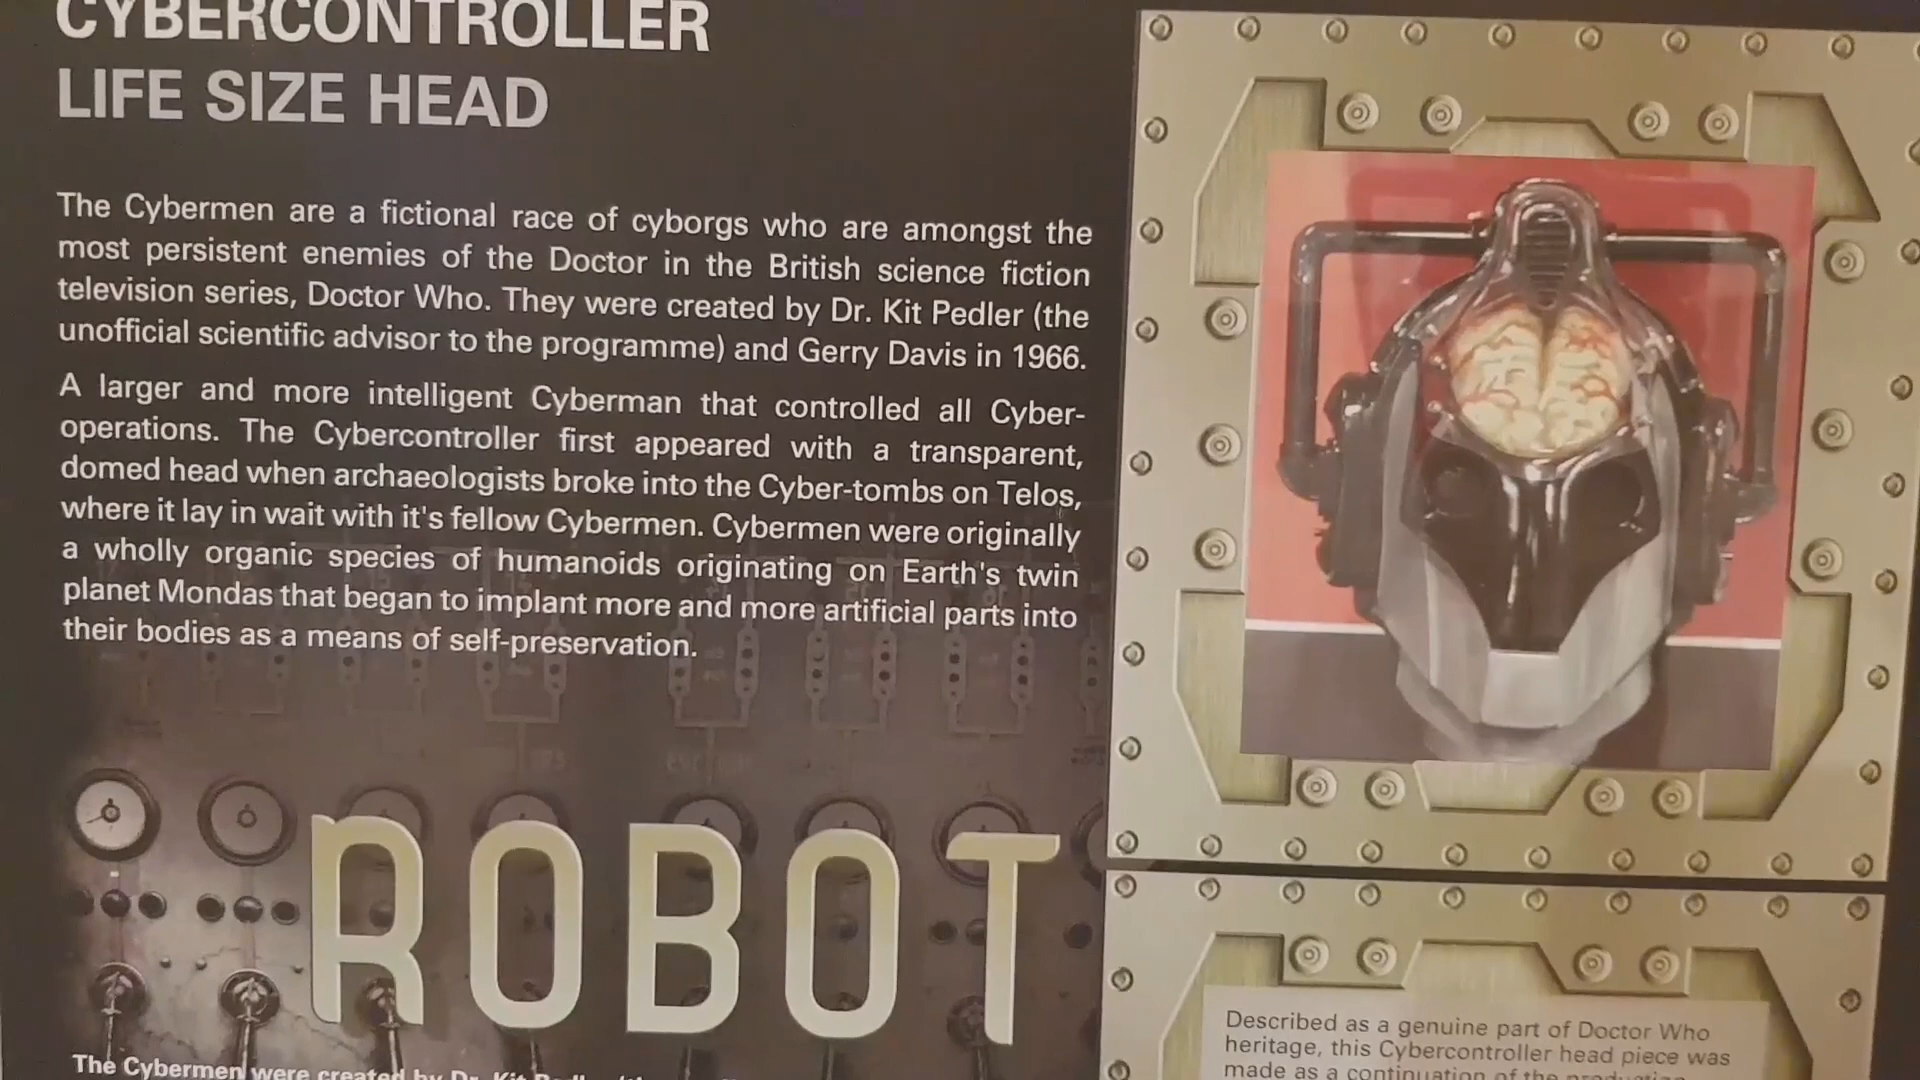 CYBERCONTROLLER
LIFE SIZE HEAD
The Cybermen are a fictional race of cyborgs who are amongst the
most persistent enemies of the Doctor in the British science fiction
television series, Doctor Who. They were created by Dr. Kit Pedler (the
unofficial scientific advisor to the programme) and Gerry Davis in 1966.
A larger and more intelligent Cyberman that controlled all Cyber-
operations. The Cybercontroller first appeared with a transparent,
domed head when archaeologists broke into the Cyber-tombs on Telos,
where it lay in wait with it's fellow Cybermen. Cybermen were originally
a wholly organic species of humanoids originating on Earth's twin
planet Mondas that began to implant more and more artificial parts into
their bodies as a means of self-preservation.
ROBOT
The Cybermen were created by Dr. Kit
Described as a genuine part of Doctor Who
heritage, this Cybercontroller head piece was
made as a continuation of the